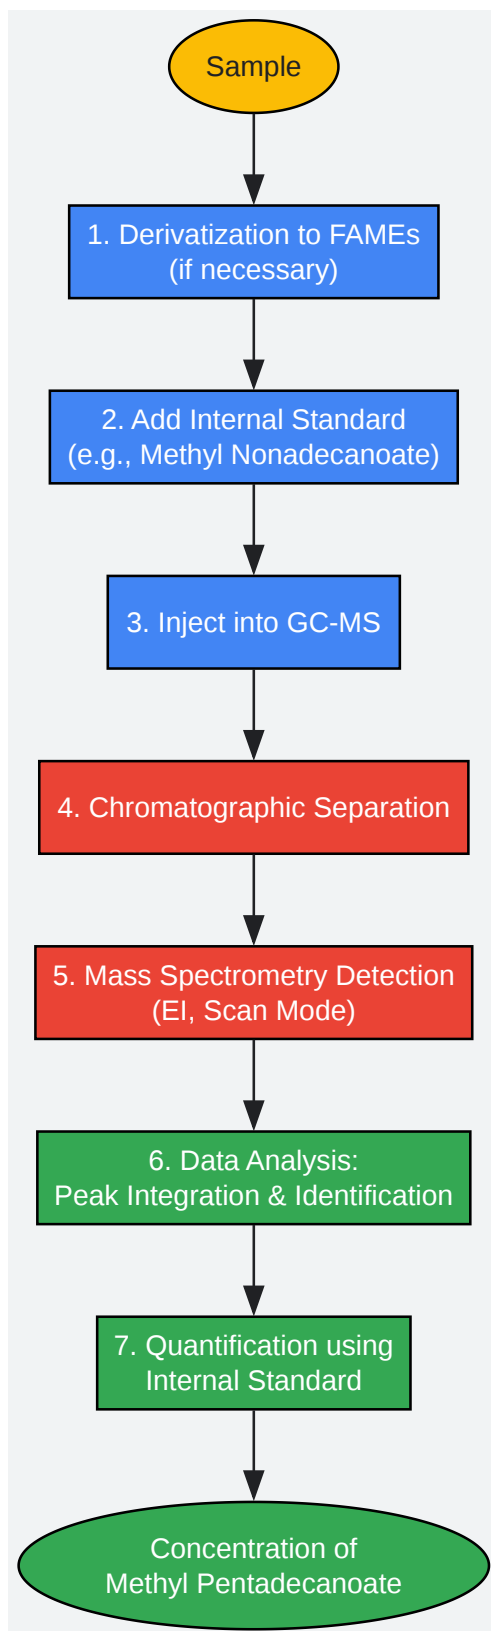 Sample
1. Derivatization to FAMEs
(if necessary)
2. Add Internal Standard
(e.g., Methyl Nonadecanoate)
3. Inject into GC-MS
4. Chromatographic Separation
5. Mass Spectrometry Detection
(EI, Scan Mode)
6. Data Analysis:
Peak Integration & Identification
7. Quantification using
Internal Standard
Concentration of
Methyl Pentadecanoate